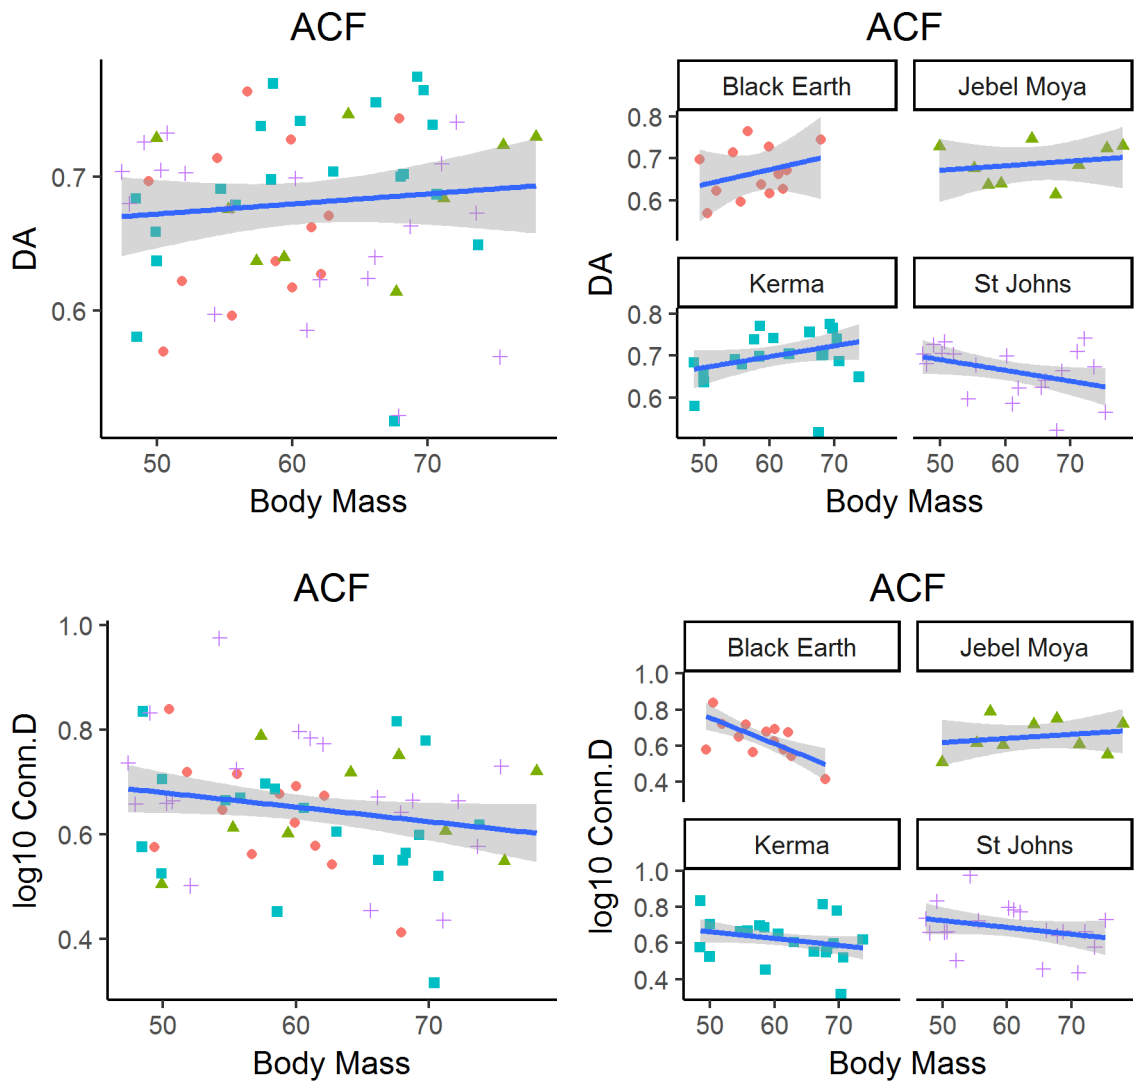 ACF
DA
0.7
0.6
50 60 70
Body Mass
ACF
Black Earth Jebel Moya
0.8
0.7
0.6
DA
Kerma St Johns
0.8
0.7
0.6
50 60 70 50 60 70
Body Mass
ACF
log10 Conn.D
1.0
0.8
0.6
0.4
50 60 70
Body Mass
ACF
Black Earth Jebel Moya
1.0
0.8
0.6
0.4
log10 Conn.D
Kerma St Johns
1.0
0.8
0.6
0.4
50 60 70 50 60 70
Body Mass